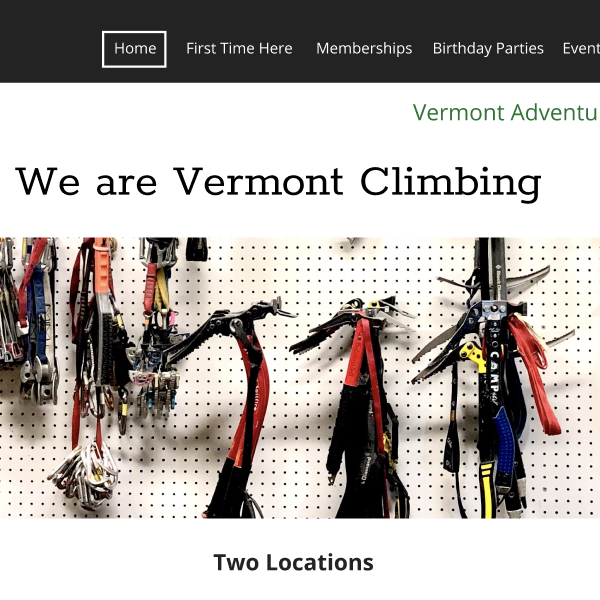 Home First Time Here Memberships Birthday Parties Event
Vermont Adventu
We are Vermont Climbing
CAMP
Two Locations